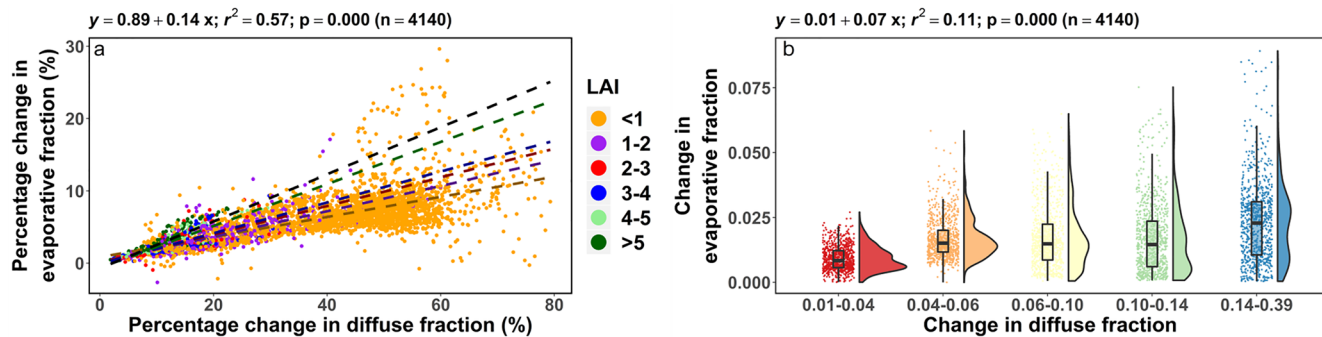 y = 0.89 + 0.14 x; r² = 0.57; p = 0.000 (n = 4140)
a
Percentage change in
evaporative fraction (%)
30
20
10
0
0 20 40 60 80
Percentage change in diffuse fraction (%)
LAI
<1
1-2
2-3
3-4
4-5
>5
y = 0.01 + 0.07 x; r² = 0.11; p = 0.000 (n = 4140)
b
Change in
evaporative fraction
0.075
0.050
0.025
0.000
0.01-0.04 0.04-0.06 0.06-0.10 0.10-0.14 0.14-0.39
Change in diffuse fraction